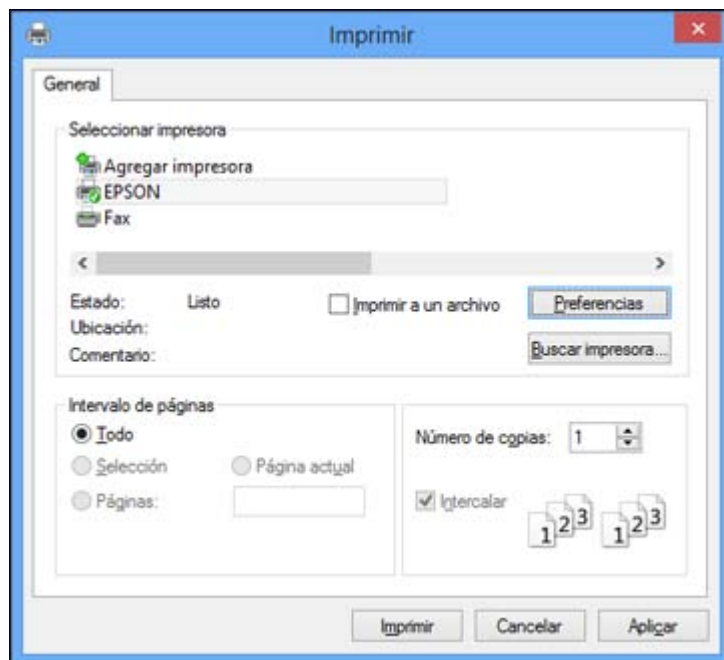 Imprimir
General
Seleccionar impresora
Agregar impresora
EPSON
Fax
Estado: Listo
Imprimir a un archivo
Preferencias
Ubicación:
Comentario:
Buscar impresora...
Intervalo de páginas
Todo
Selección
Página actual
Páginas:
Número de copias: 1
Intercalar
1 2 3 1 2 3
Imprimir Cancelar Aplicar